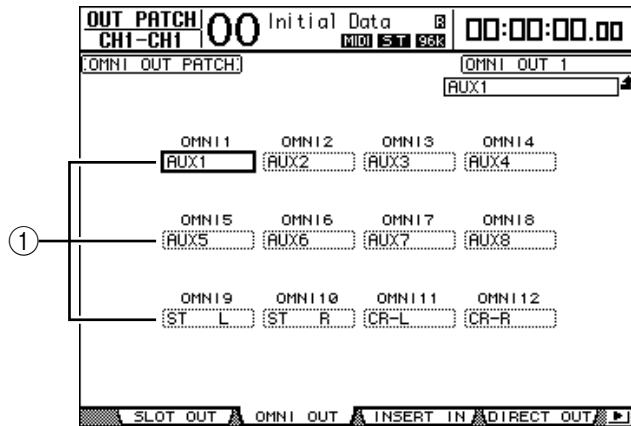 OUT PATCH 00 Initial Data R 00:00:00.00
CH1-CH1 MIDI ST 96k
OMNI OUT PATCH OMNI OUT 1
AUX1
OMNI1 OMNI2 OMNI3 OMNI4
AUX1 AUX2 AUX3 AUX4
OMNI5 OMNI6 OMNI7 OMNI8
① AUX5 AUX6 AUX7 AUX8
OMNI9 OMNI10 OMNI11 OMNI12
ST L ST R CR-L CR-R
SLOT OUT OMNI OUT INSERT IN DIRECT OUT